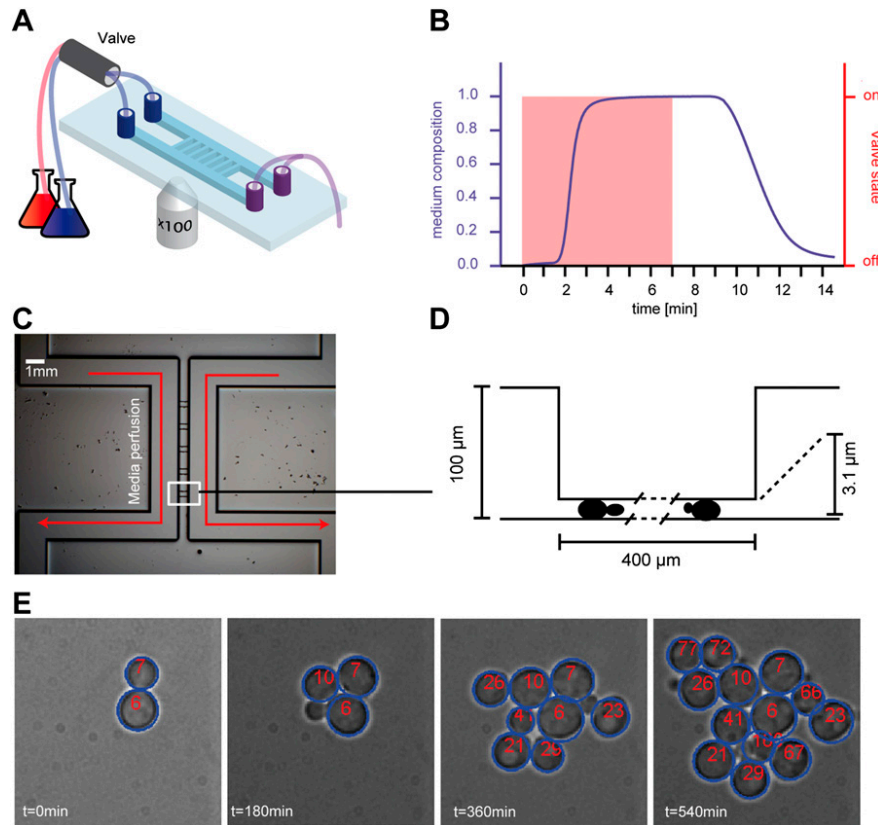 A
Valve
x100
B
medium composition
1.0
0.8
0.6
0.4
0.2
0.0
on
off
Valve state
0 2 4 6 8 10 12 14
time [min]
C
1mm
Media perfusion
D
100 µm
3.1 µm
400 µm
E
7
6
t=0min
10 7
6
t=180min
26 10 7
6 23
21
t=360min
77 72
26 10 7
66
41 6 23
21 67
29
t=540min